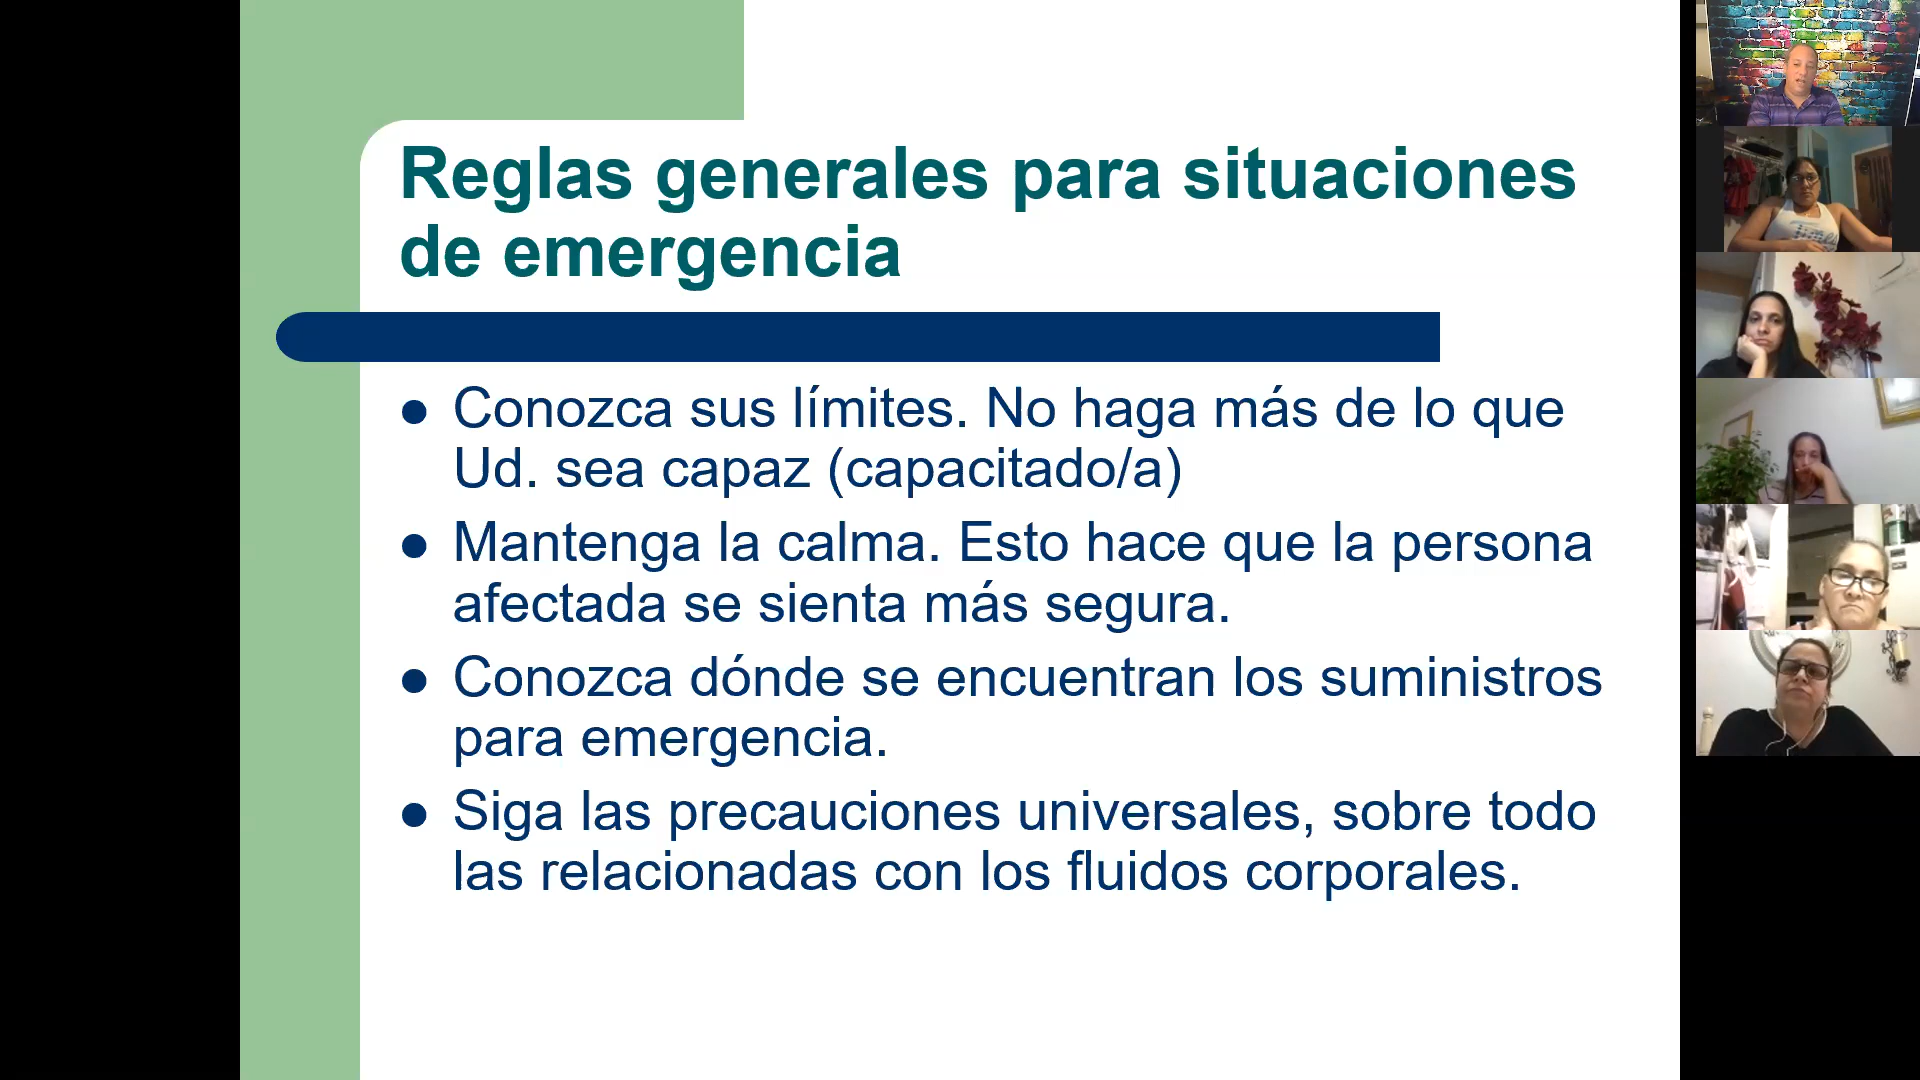 Reglas generales para situaciones
de emergencia
Conozca sus límites. No haga más de lo que
Ud. sea capaz (capacitado/a)
Mantenga la calma. Esto hace que la persona
afectada se sienta más segura.
Conozca dónde se encuentran los suministros
para emergencia.
Siga las precauciones universales, sobre todo
las relacionadas con los fluidos corporales.